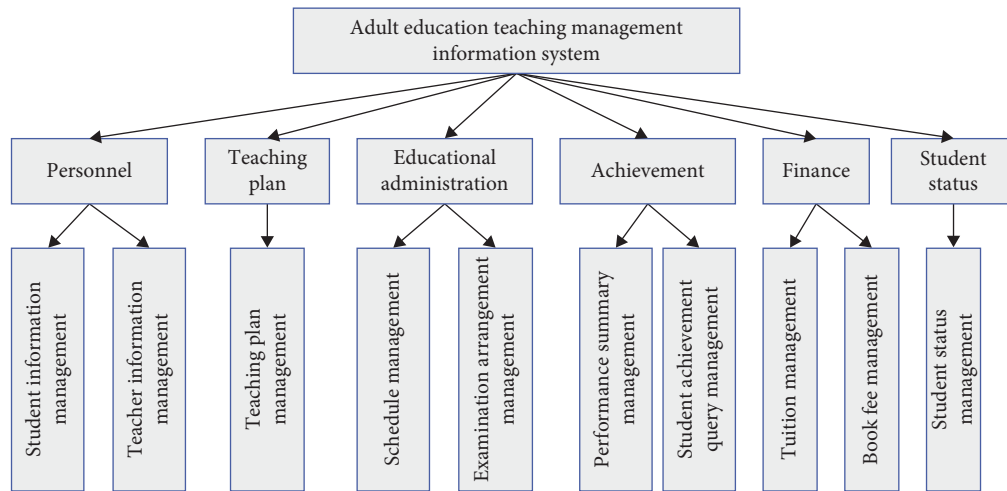 Adult education teaching management
information system
Personnel
Teaching
plan
Educational
administration
Achievement
Finance
Student
status
Student information
management
Teacher information
management
Teaching plan
management
Schedule management
Examination arrangement
management
Performance summary
management
Student achievement
query management
Tuition management
Book fee management
Student status
management